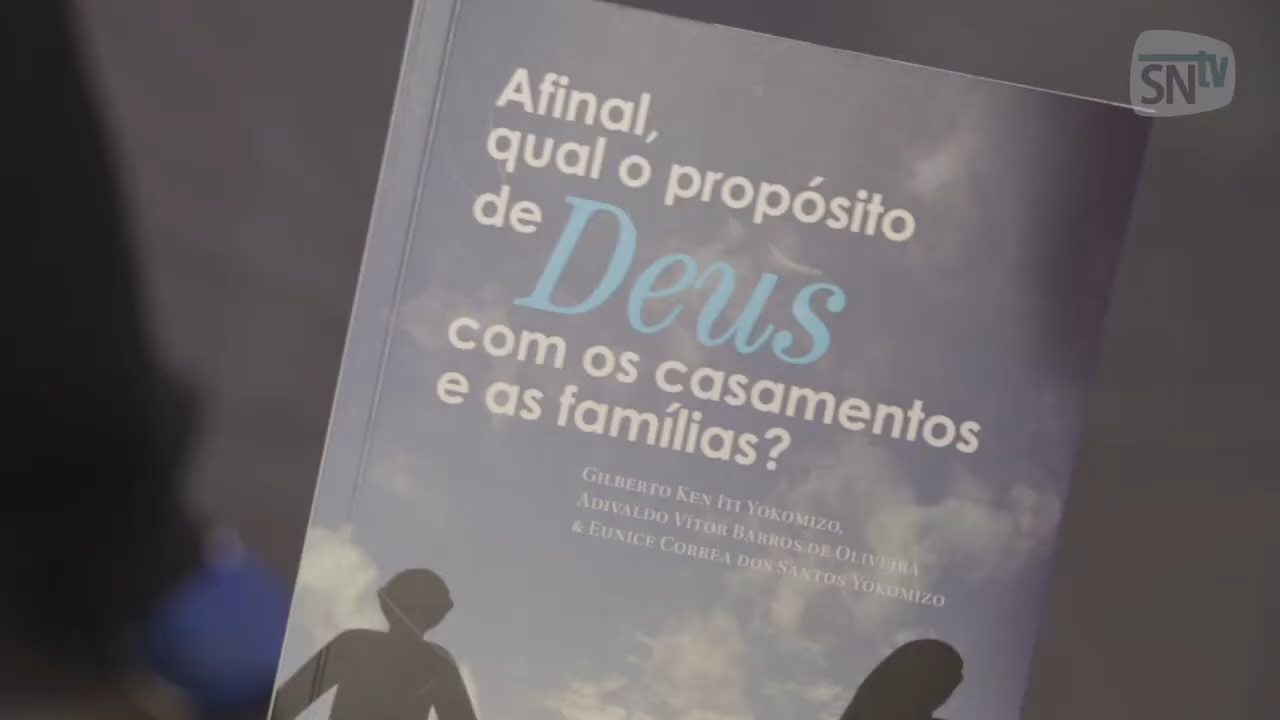 SNtv
Afinal,
qual o propósito
de Deus
com os casamentos
e as famílias?
Gilberto Ken Iti Yokomizo,
Adivaldo Vítor Barros de Oliveira
& Eunice Corrêa dos Santos Yokomizo